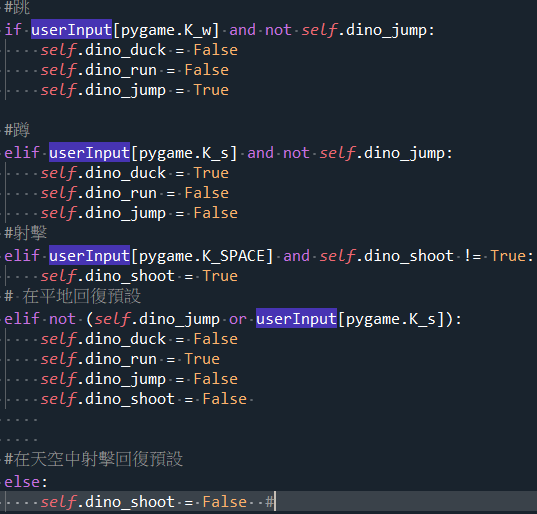 #跳
if userInput[pygame.K_w] and not self.dino_jump:
    self.dino_duck = False
    self.dino_run = False
    self.dino_jump = True
#蹲
elif userInput[pygame.K_s] and not self.dino_jump:
    self.dino_duck = True
    self.dino_run = False
    self.dino_jump = False
#射擊
elif userInput[pygame.K_SPACE] and self.dino_shoot != True:
    self.dino_shoot = True
# 在平地回復預設
elif not (self.dino_jump or userInput[pygame.K_s]):
    self.dino_duck = False
    self.dino_run = True
    self.dino_jump = False
    self.dino_shoot = False
#在天空中射擊回復預設
else:
    self.dino_shoot = False  #